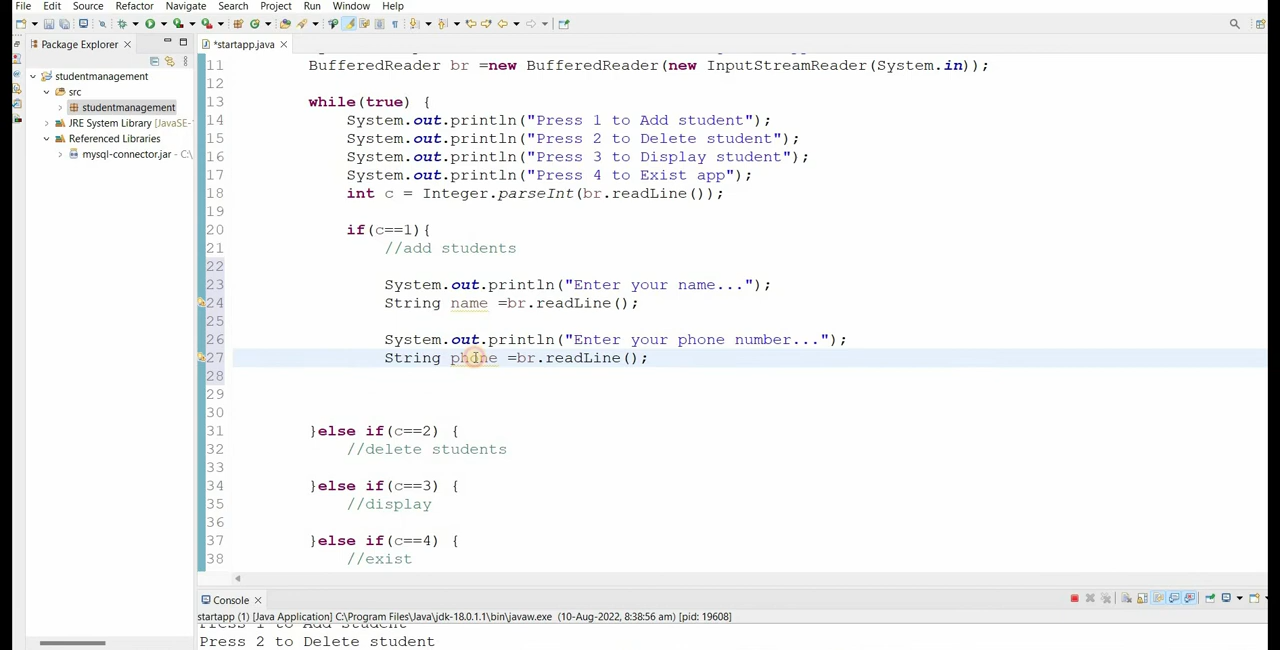 File Edit Source Refactor Navigate Search Project Run Window Help
Package Explorer
*startapp.java
studentmanagement
src
studentmanagement
JRE System Library [JavaSE-
Referenced Libraries
mysql-connector.jar - C:\
11 BufferedReader br =new BufferedReader(new InputStreamReader(System.in));
12
13 while(true) {
14 System.out.println("Press 1 to Add student");
15 System.out.println("Press 2 to Delete student");
16 System.out.println("Press 3 to Display student");
17 System.out.println("Press 4 to Exist app");
18 int c = Integer.parseInt(br.readLine());
19
20 if(c==1){
21 //add students
22
23 System.out.println("Enter your name...");
24 String name =br.readLine();
25
26 System.out.println("Enter your phone number...");
27 String phone =br.readLine();
28
29
30
31 }else if(c==2) {
32 //delete students
33
34 }else if(c==3) {
35 //display
36
37 }else if(c==4) {
38 //exist
Console
startapp (1) [Java Application] C:\Program Files\Java\jdk-18.0.1.1\bin\javaw.exe (10-Aug-2022, 8:38:56 am) [pid: 19608]
Press 1 to Add student
Press 2 to Delete student